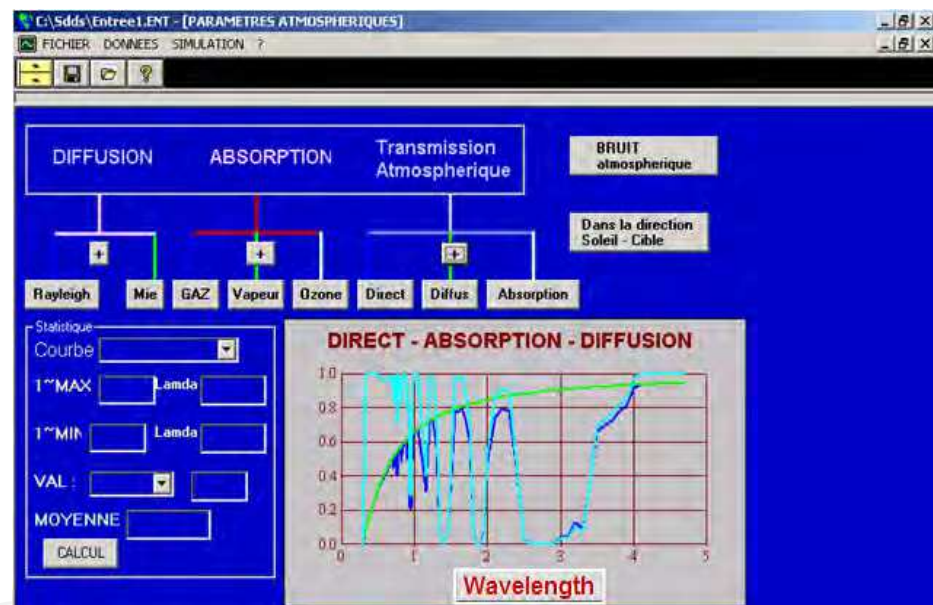 C:\Sdds\Entree1.ENT - [PARAMETRES ATMOSPHERIQUES]
FICHIER DONNEES SIMULATION ?
DIFFUSION ABSORPTION Transmission Atmospherique
BRUIT atmospherique
Dans la direction Soleil - Cible
+ + +
Rayleigh Mie GAZ Vapeur Ozone Direct Diffus Absorption
Statistique
Courbe
1~MAX Lamda
1~MIN Lamda
VAL :
MOYENNE
CALCUL
DIRECT - ABSORPTION - DIFFUSION
1.0
0.8
0.6
0.4
0.2
0.0
0 1 2 3 4 5
Wavelength